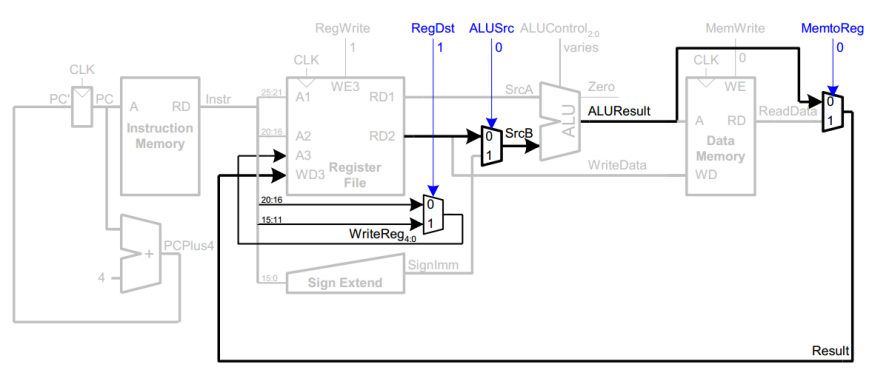 RegWrite RegDst ALUSrc ALUControl2:0 MemWrite MemtoReg
1 1 0 varies 0 0
CLK CLK CLK
PC' PC
A RD Instr
Instruction Memory
25:21 A1 WE3 RD1 SrcA Zero
20:16 A2 RD2 0 SrcB ALU ALUResult
A3 1
WD3 Register File
A RD ReadData 0
WE 1
Data Memory
WriteData WD
20:16 0
15:11 1
WriteReg4:0
PCPlus4
+
4
SignImm
15:0 Sign Extend
Result